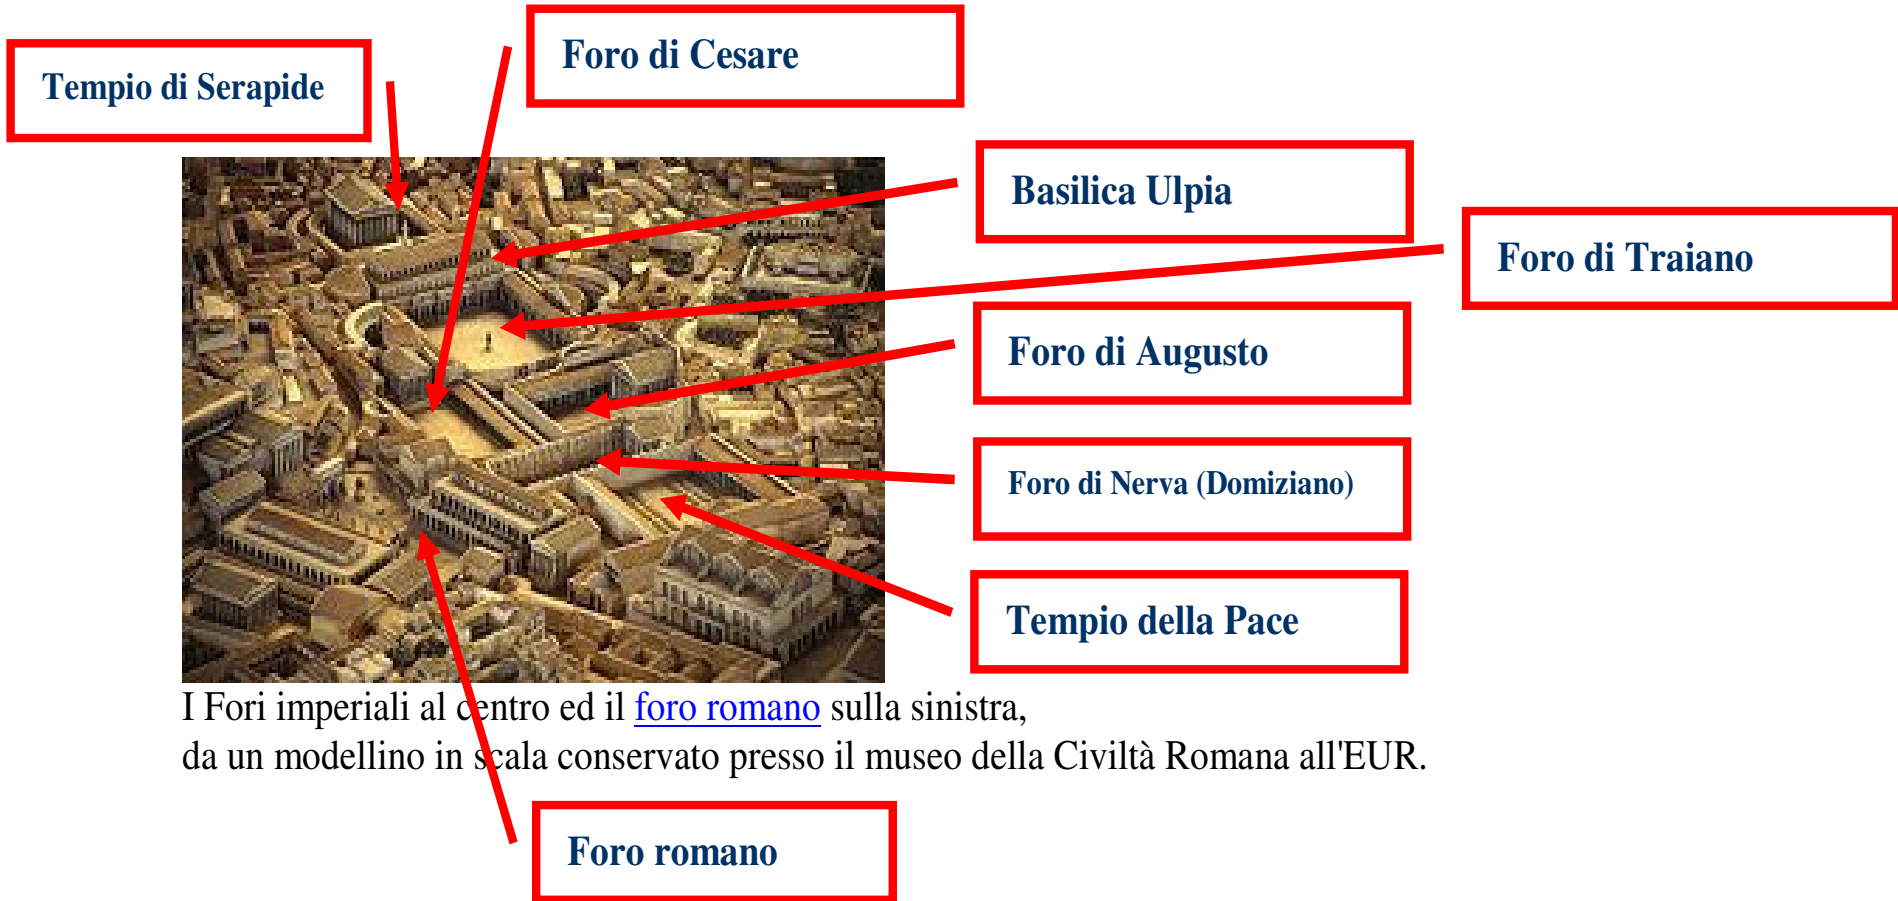 Foro di Cesare
Tempio di Serapide
Basilica Ulpia
Foro di Traiano
Foro di Augusto
Foro di Nerva (Domiziano)
Tempio della Pace
I Fori imperiali al centro ed il foro romano sulla sinistra,
da un modellino in scala conservato presso il museo della Civiltà Romana all'EUR.
Foro romano